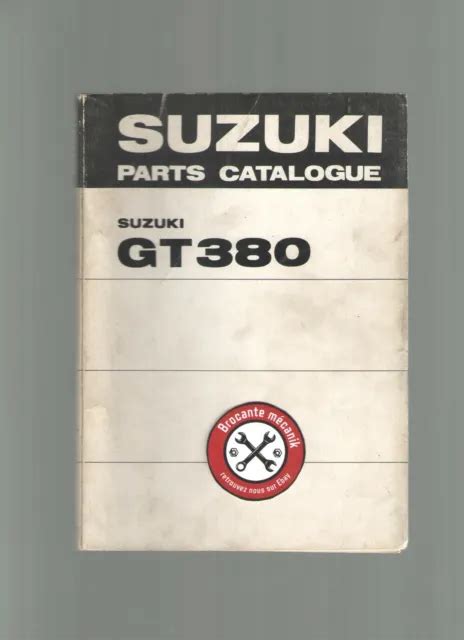 SUZUKI
PARTS CATALOGUE
SUZUKI
GT380
Brocante mécanik
retrouvez nous sur Ebay